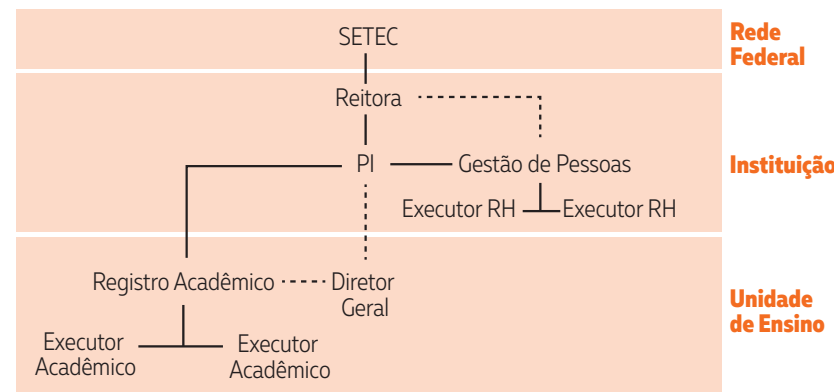 SETEC
Rede
Federal
Reitora
PI
Gestão de Pessoas
Instituição
Executor RH
Executor RH
Registro Acadêmico
Diretor
Geral
Unidade
de Ensino
Executor
Acadêmico
Executor
Acadêmico